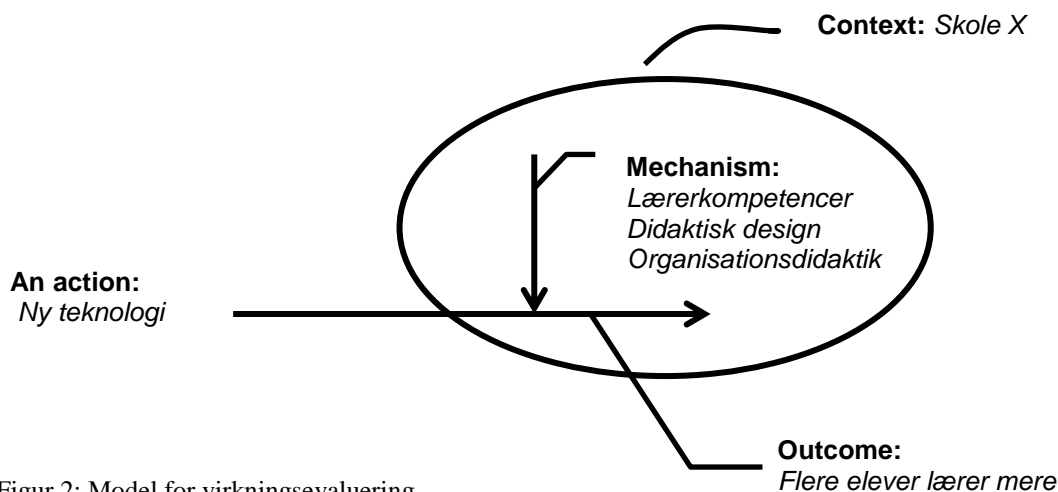 Context: Skole X
Mechanism:
Lærerkompetencer
Didaktisk design
Organisationsdidaktik
An action:
Ny teknologi
Outcome:
Flere elever lærer mere
Figur 2: Model for virkningsevaluering